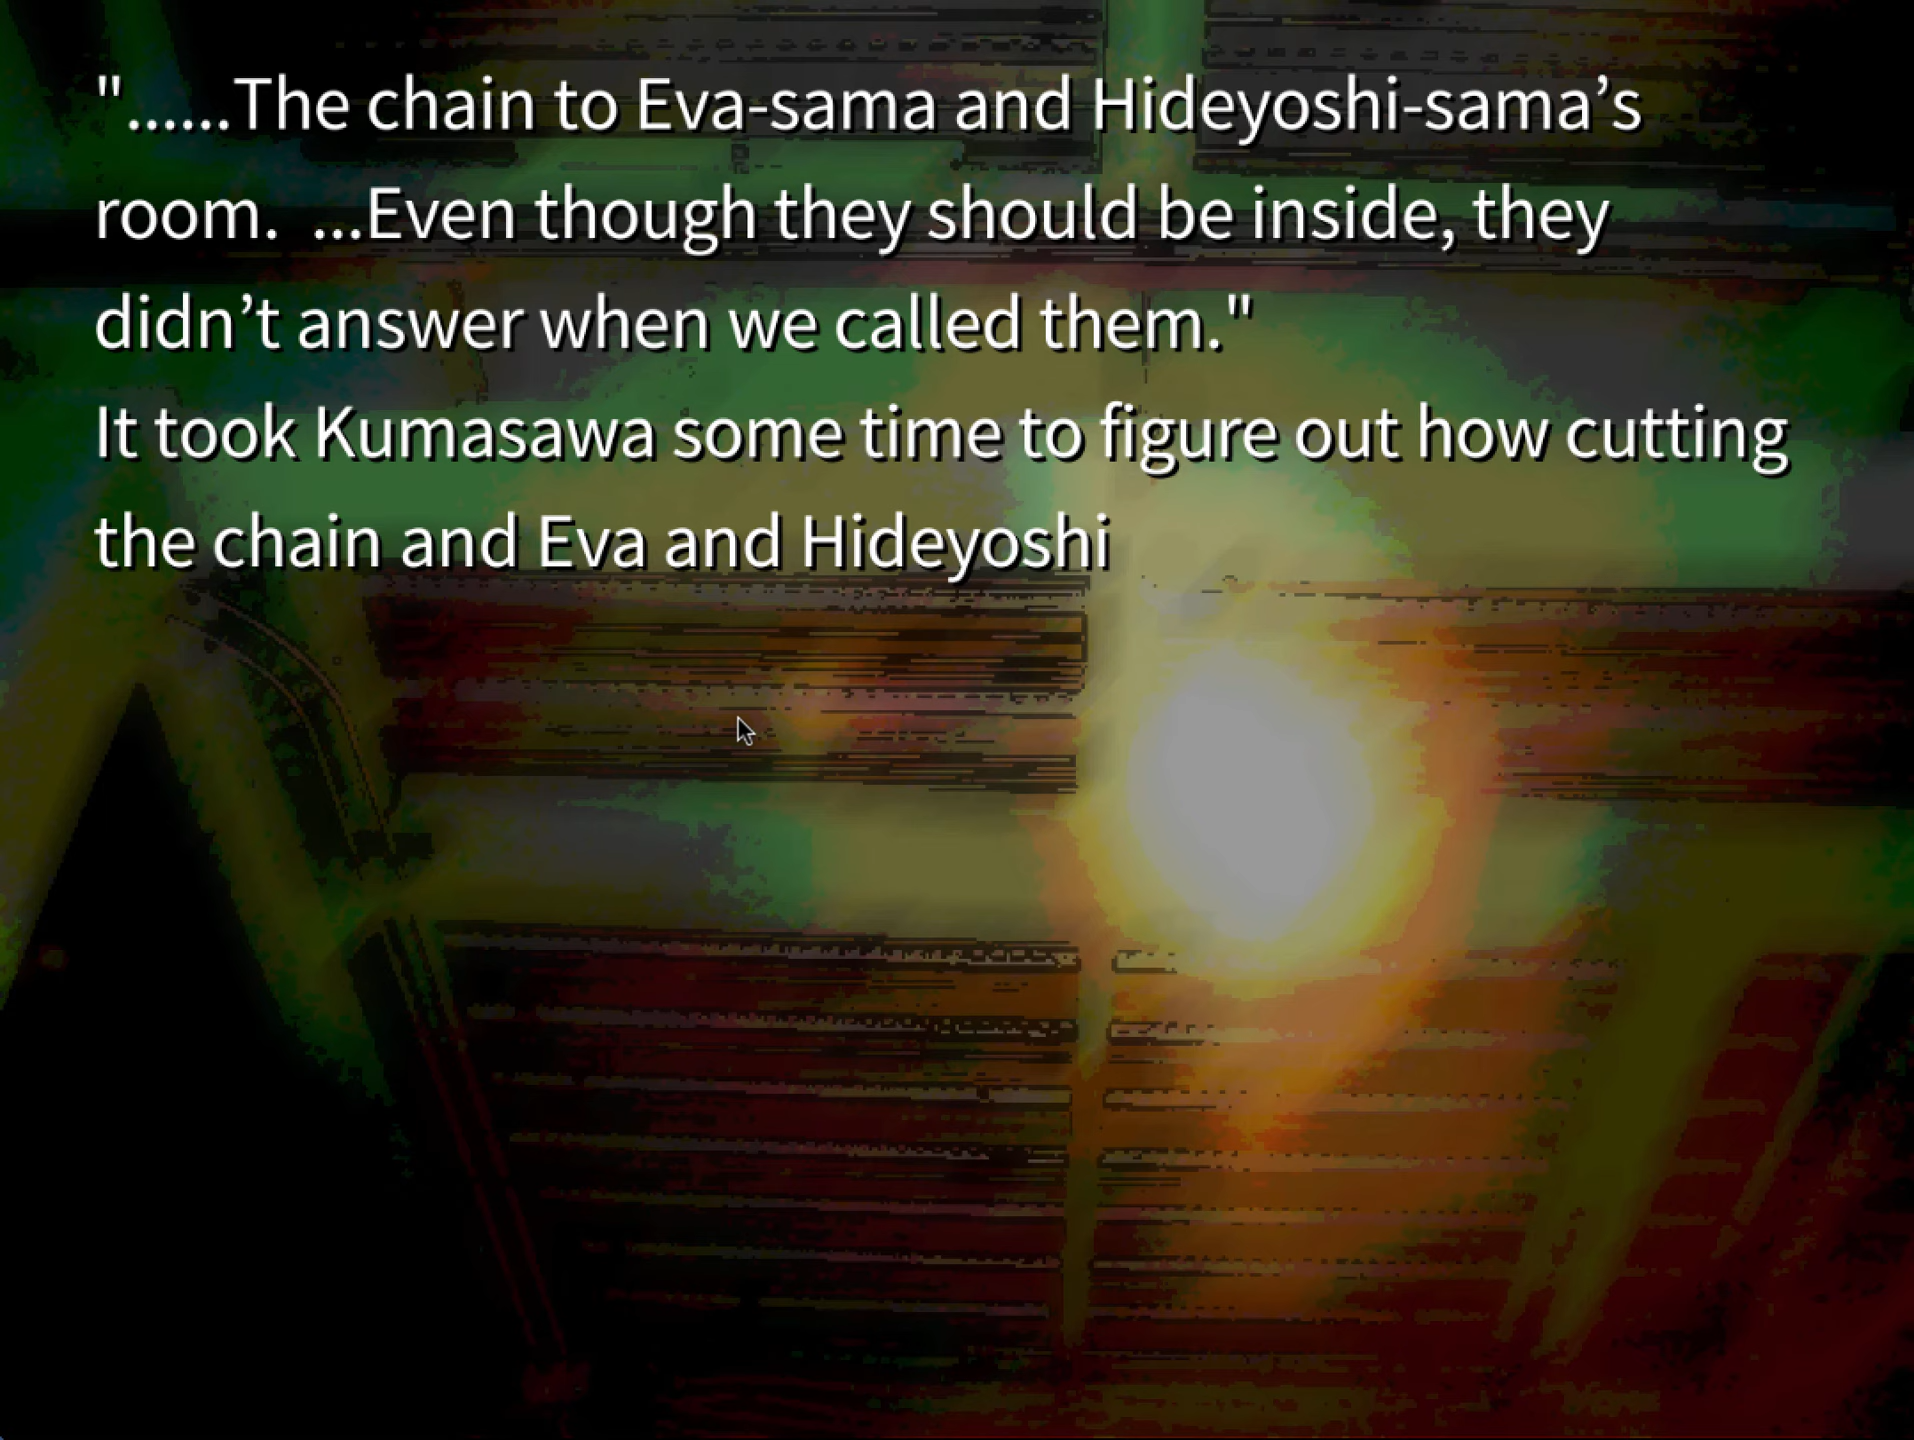 "......The chain to Eva-sama and Hideyoshi-sama’s
room.  ...Even though they should be inside, they
didn’t answer when we called them."
It took Kumasawa some time to figure out how cutting
the chain and Eva and Hideyoshi